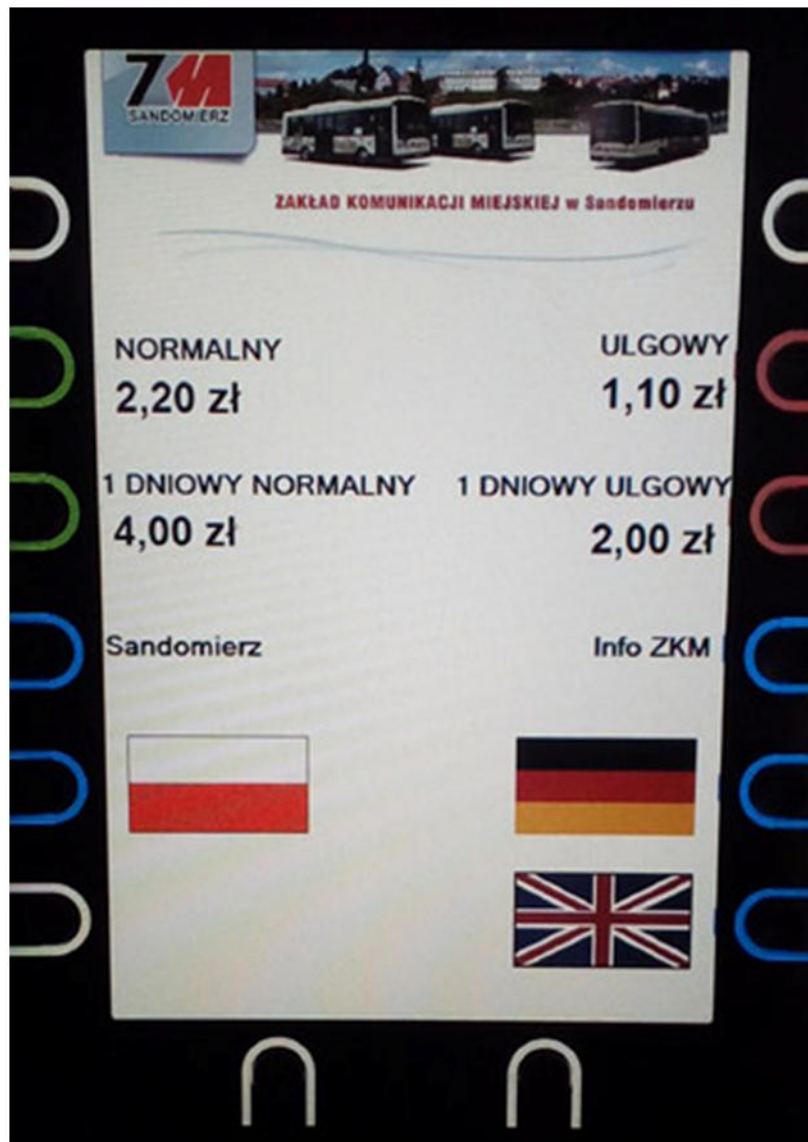 ZM
SANDOMIERZ
ZAKŁAD KOMUNIKACJI MIEJSKIEJ w Sandomierzu
NORMALNY
ULGOWY
2,20 zł
1,10 zł
1 DNIOWY NORMALNY
1 DNIOWY ULGOWY
4,00 zł
2,00 zł
Sandomierz
Info ZKM